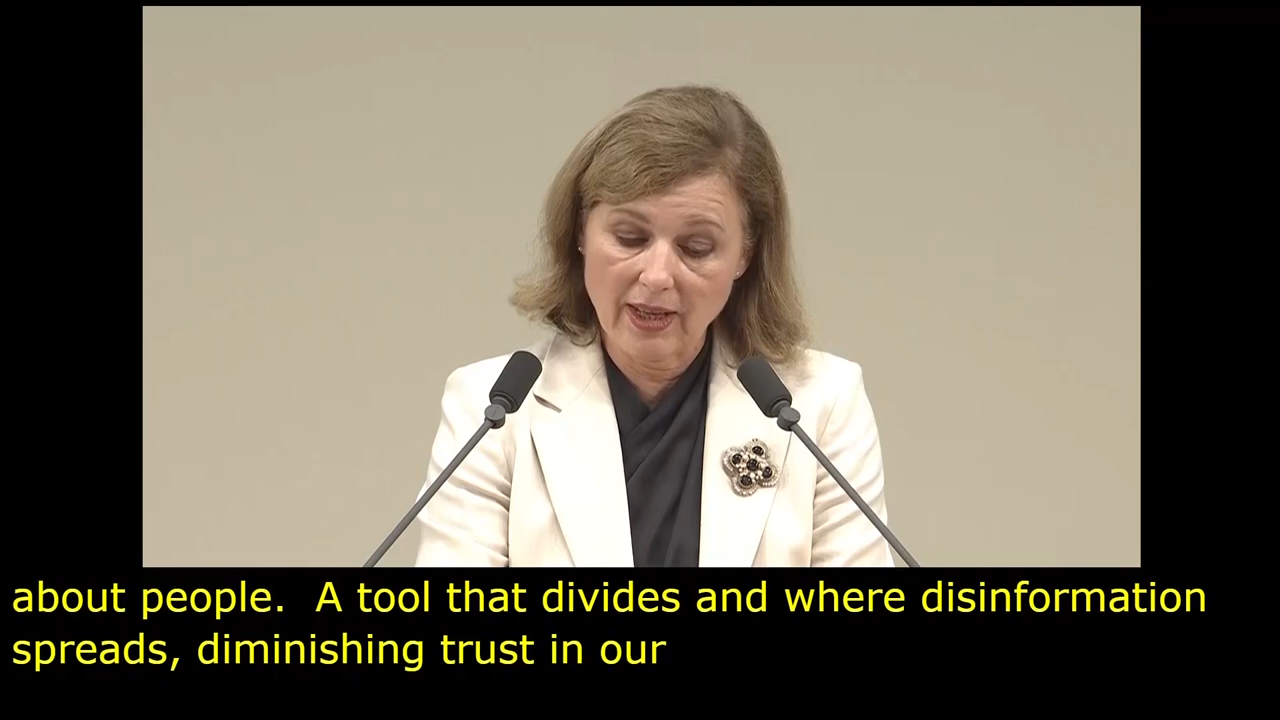 about people.  A tool that divides and where disinformation
spreads, diminishing trust in our